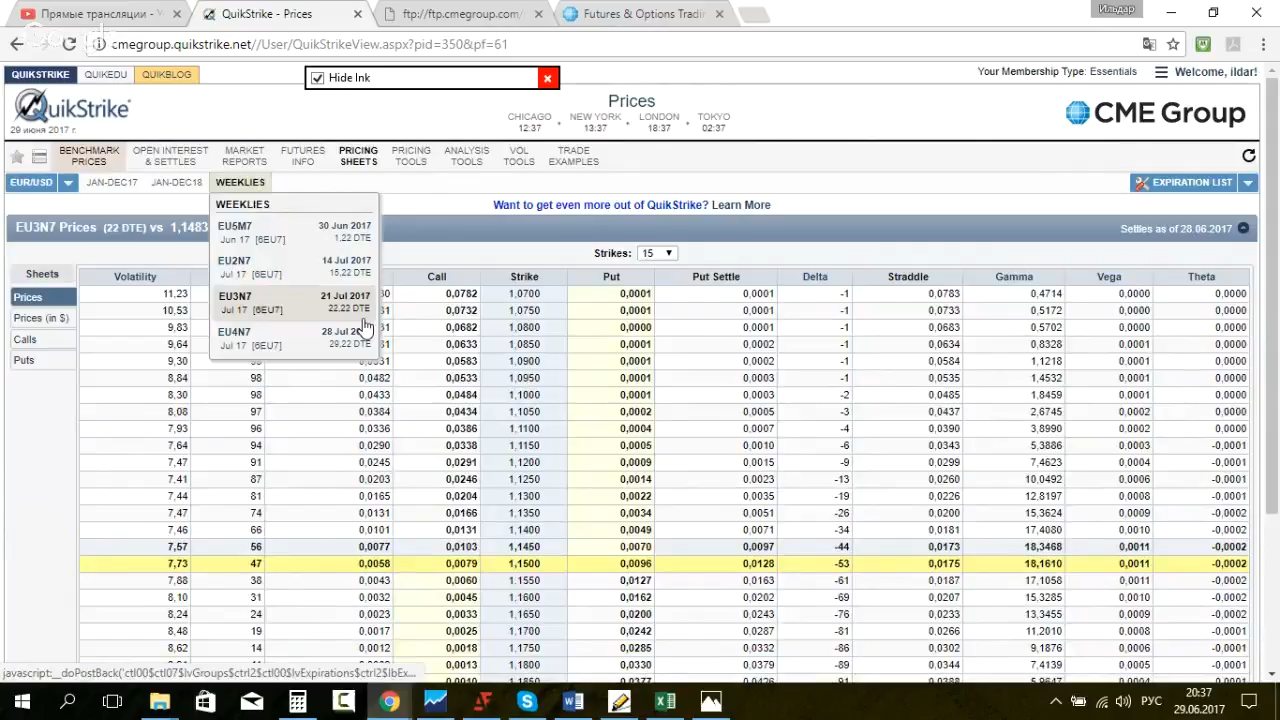 Прямые трансляции - 
QuikStrike - Prices
ftp://ftp.cmegroup.com/
Futures & Options Tradin
Ильдар
cmegroup.quikstrike.net//User/QuikStrikeView.aspx?pid=350&pf=61
QUIKSTRIKE QUIKEDU QUIKBLOG
Hide Ink
Your Membership Type: Essentials
Welcome, ildar!
QuikStrike
29 июня 2017 г.
Prices
CHICAGO NEW YORK LONDON TOKYO
12:37 13:37 18:37 02:37
CME Group
BENCHMARK PRICES
OPEN INTEREST & SETTLES
MARKET REPORTS
FUTURES INFO
PRICING SHEETS
PRICING TOOLS
ANALYSIS TOOLS
VOL TOOLS
TRADE EXAMPLES
EUR/USD JAN-DEC17 JAN-DEC18 WEEKLIES
EXPIRATION LIST
WEEKLIES
EU5M7 30 Jun 2017
Jun 17 [6EU7] 1,22 DTE
EU2N7 14 Jul 2017
Jul 17 [6EU7] 15,22 DTE
EU3N7 21 Jul 2017
Jul 17 [6EU7] 22,22 DTE
EU4N7 28 Jul
Jul 17 [6EU7] 29,22 DTE
Want to get even more out of QuikStrike? Learn More
EU3N7 Prices (22 DTE) vs 1,1483
Settles as of 28.06.2017
Strikes: 15
Sheets
Prices
Prices (in $)
Calls
Puts
Volatility Call Strike Put Put Settle Delta Straddle Gamma Vega Theta
11,23 0,0782 1,0700 0,0001 0,0001 -1 0,0783 0,4714 0,0000 0,0000
10,53 0,0732 1,0750 0,0001 0,0001 -1 0,0733 0,5172 0,0000 0,0000
9,83 0,0682 1,0800 0,0001 0,0000 -1 0,0683 0,5702 0,0000 0,0000
9,64 0,0633 1,0850 0,0001 0,0002 -1 0,0634 0,8328 0,0001 0,0000
9,30 0,0583 1,0900 0,0001 0,0002 -1 0,0584 1,1218 0,0001 0,0000
8,84 98 0,0482 0,0533 1,0950 0,0001 0,0003 -1 0,0535 1,4532 0,0001 0,0000
8,30 98 0,0433 0,0484 1,1000 0,0001 0,0004 -2 0,0485 1,8459 0,0001 0,0000
8,08 97 0,0384 0,0434 1,1050 0,0002 0,0005 -3 0,0437 2,6745 0,0002 0,0000
7,93 96 0,0336 0,0386 1,1100 0,0004 0,0007 -4 0,0390 3,8990 0,0002 0,0000
7,64 94 0,0290 0,0338 1,1150 0,0005 0,0010 -6 0,0343 5,3886 0,0003 -0,0001
7,47 91 0,0245 0,0291 1,1200 0,0009 0,0015 -9 0,0299 7,4623 0,0004 -0,0001
7,41 87 0,0203 0,0246 1,1250 0,0014 0,0023 -13 0,0260 10,0492 0,0006 -0,0001
7,44 81 0,0165 0,0204 1,1300 0,0022 0,0035 -19 0,0226 12,8197 0,0008 -0,0001
7,47 74 0,0131 0,0166 1,1350 0,0034 0,0051 -26 0,0200 15,3624 0,0009 -0,0001
7,46 66 0,0101 0,0131 1,1400 0,0049 0,0071 -34 0,0181 17,4080 0,0010 -0,0002
7,57 56 0,0077 0,0103 1,1450 0,0070 0,0097 -44 0,0173 18,3468 0,0011 -0,0002
7,73 47 0,0058 0,0079 1,1500 0,0096 0,0128 -53 0,0175 18,1610 0,0011 -0,0002
7,88 38 0,0043 0,0060 1,1550 0,0127 0,0163 -61 0,0187 17,1058 0,0011 -0,0002
8,10 31 0,0032 0,0045 1,1600 0,0162 0,0202 -69 0,0207 15,3285 0,0010 -0,0002
8,24 24 0,0023 0,0033 1,1650 0,0200 0,0243 -76 0,0233 13,3455 0,0009 -0,0002
8,48 19 0,0017 0,0025 1,1700 0,0242 0,0287 -81 0,0266 11,2010 0,0008 -0,0002
8,62 14 0,0012 0,0018 1,1750 0,0285 0,0332 -86 0,0302 9,1876 0,0006 -0,0002
0,0013 1,1800 0,0330 0,0379 -89 0,0344 7,4139 0,0005 -0,0001
javascript:__doPostBack('ctl00$ctl07$lvGroups$ctrl2$ctl00$lvExpirations$ctrl2$lbEx...
РУС
20:37
29.06.2017